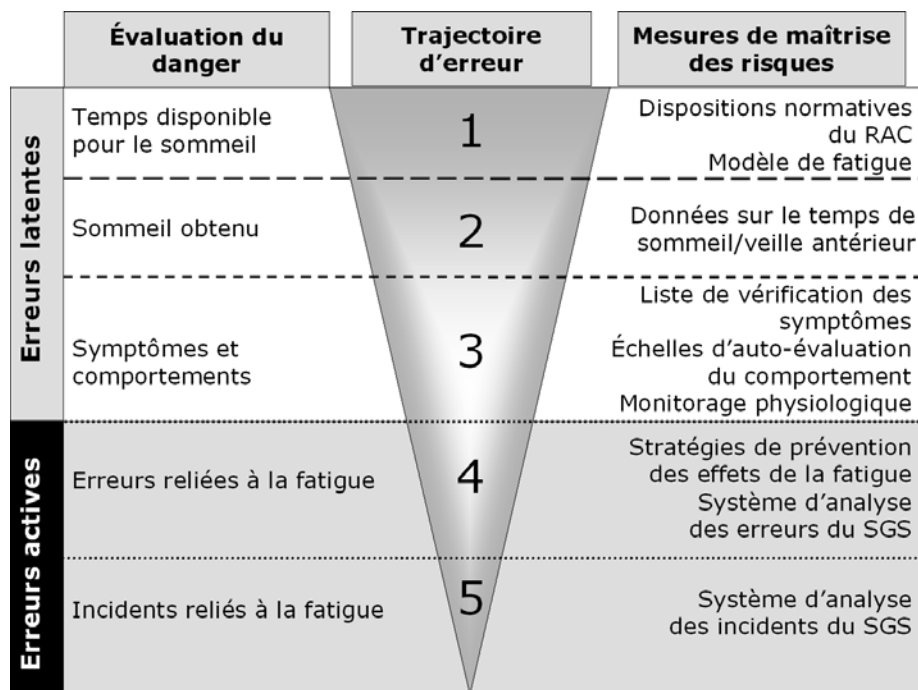 Évaluation du
danger
Trajectoire
d'erreur
Mesures de maîtrise
des risques
Erreurs latentes
Temps disponible
pour le sommeil
1
Dispositions normatives
du RAC
Modèle de fatigue
Sommeil obtenu
2
Données sur le temps de
sommeil/veille antérieur
Symptômes et
comportements
3
Liste de vérification des
symptômes
Échelles d'auto-évaluation
du comportement
Monitorage physiologique
Erreurs actives
Erreurs reliées à la fatigue
4
Stratégies de prévention
des effets de la fatigue
Système d'analyse
des erreurs du SGS
Incidents reliés à la fatigue
5
Système d'analyse
des incidents du SGS